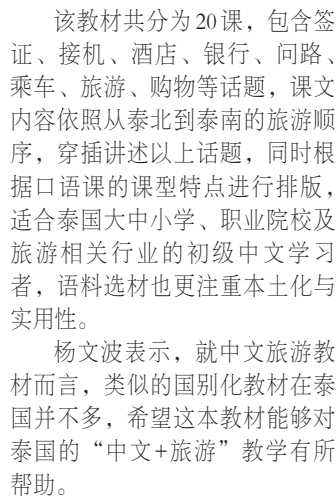 该教材共分为20课，包含签
证、接机、酒店、银行、问路、
乘车、旅游、购物等话题，课文
内容依照从泰北到泰南的旅游顺
序，穿插讲述以上话题，同时根
据口语课的课型特点进行排版，
适合泰国大中小学、职业院校及
旅游相关行业的初级中文学习
者，语料选材也更注重本土化与
实用性。
杨文波表示，就中文旅游教
材而言，类似的国别化教材在泰
国并不多，希望这本教材能够对
泰国的“中文+旅游”教学有所
帮助。